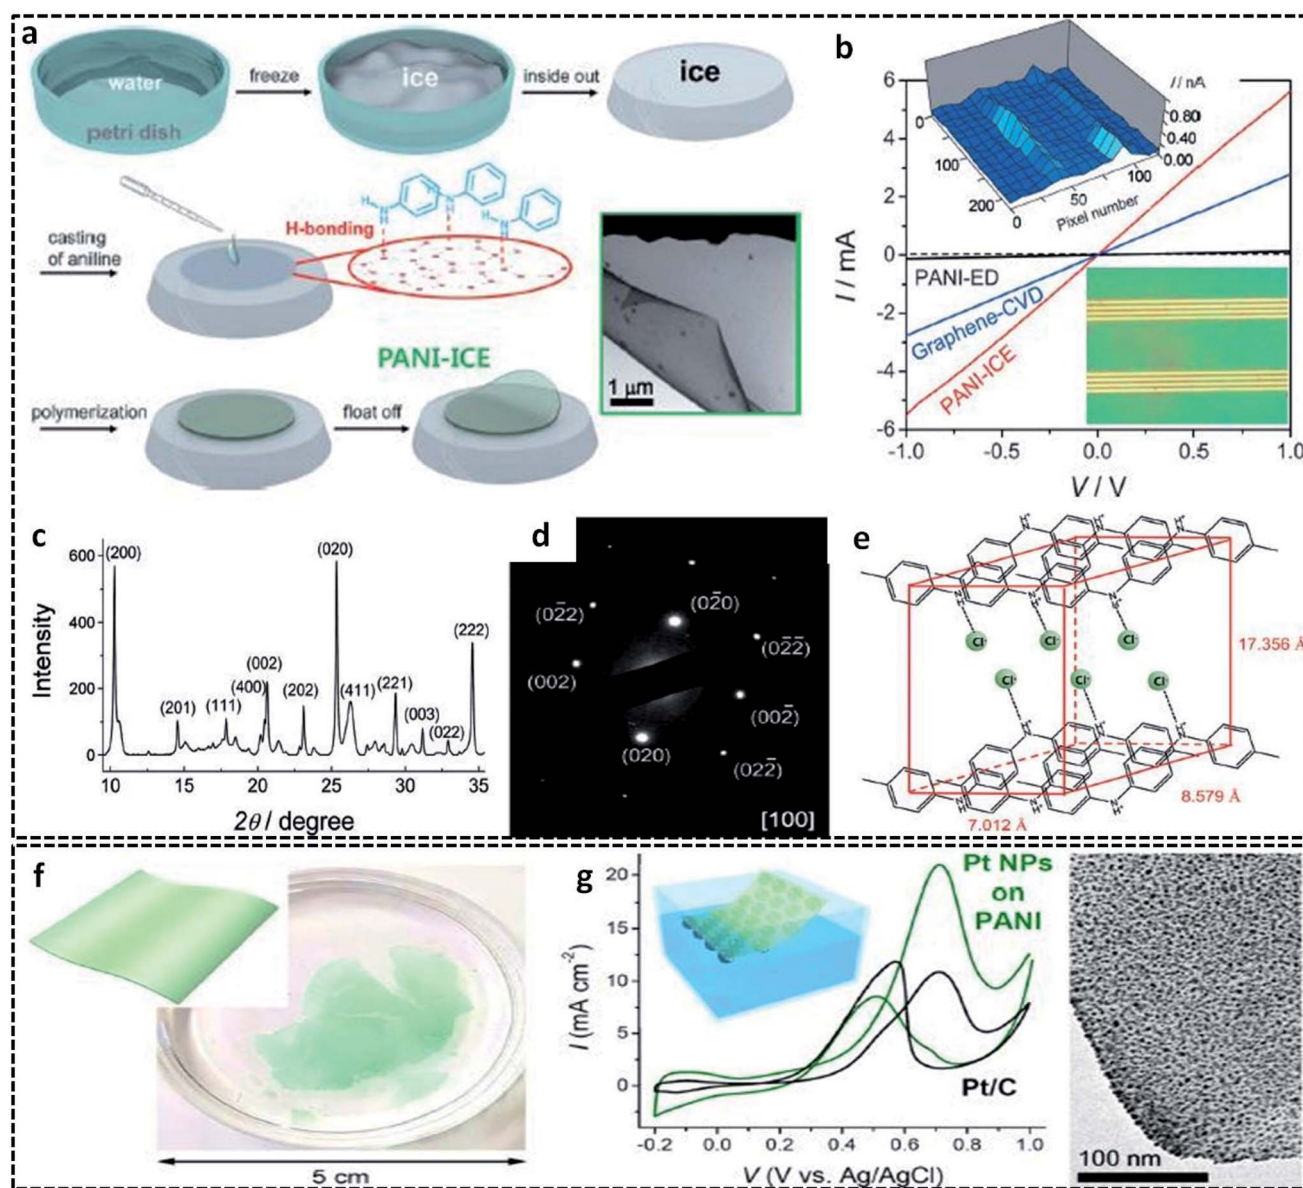 a
water
petri dish
freeze
ice
inside out
ice
casting
of aniline
H-bonding
H
N
H
N
H
N
PANI-ICE
1 μm
polymerization
float off
b
I / mA
6
4
2
0
-2
-4
-6
-1.0
-0.5
0.0
0.5
1.0
V / V
I / nA
0.80
0.40
0.00
0
100
200
0
50
100
Pixel number
PANI-ED
Graphene-CVD
PANI-ICE
c
Intensity
600
400
200
0
10
15
20
25
30
35
2θ / degree
(200)
(201)
(111)
(400)
(002)
(202)
(020)
(411)
(221)
(003)
(022)
(222)
d
(02̄2)
(02̄0)
(02̄2̄)
(002)
(002̄)
(020)
(022̄)
[100]
e
Cl⁻
Cl⁻
Cl⁻
Cl⁻
Cl⁻
Cl⁻
17.356 Å
8.579 Å
7.012 Å
f
5 cm
g
I (mA cm⁻²)
20
15
10
5
0
-0.2
0.0
0.2
0.4
0.6
0.8
1.0
V (V vs. Ag/AgCl)
Pt NPs
on
PANI
Pt/C
100 nm